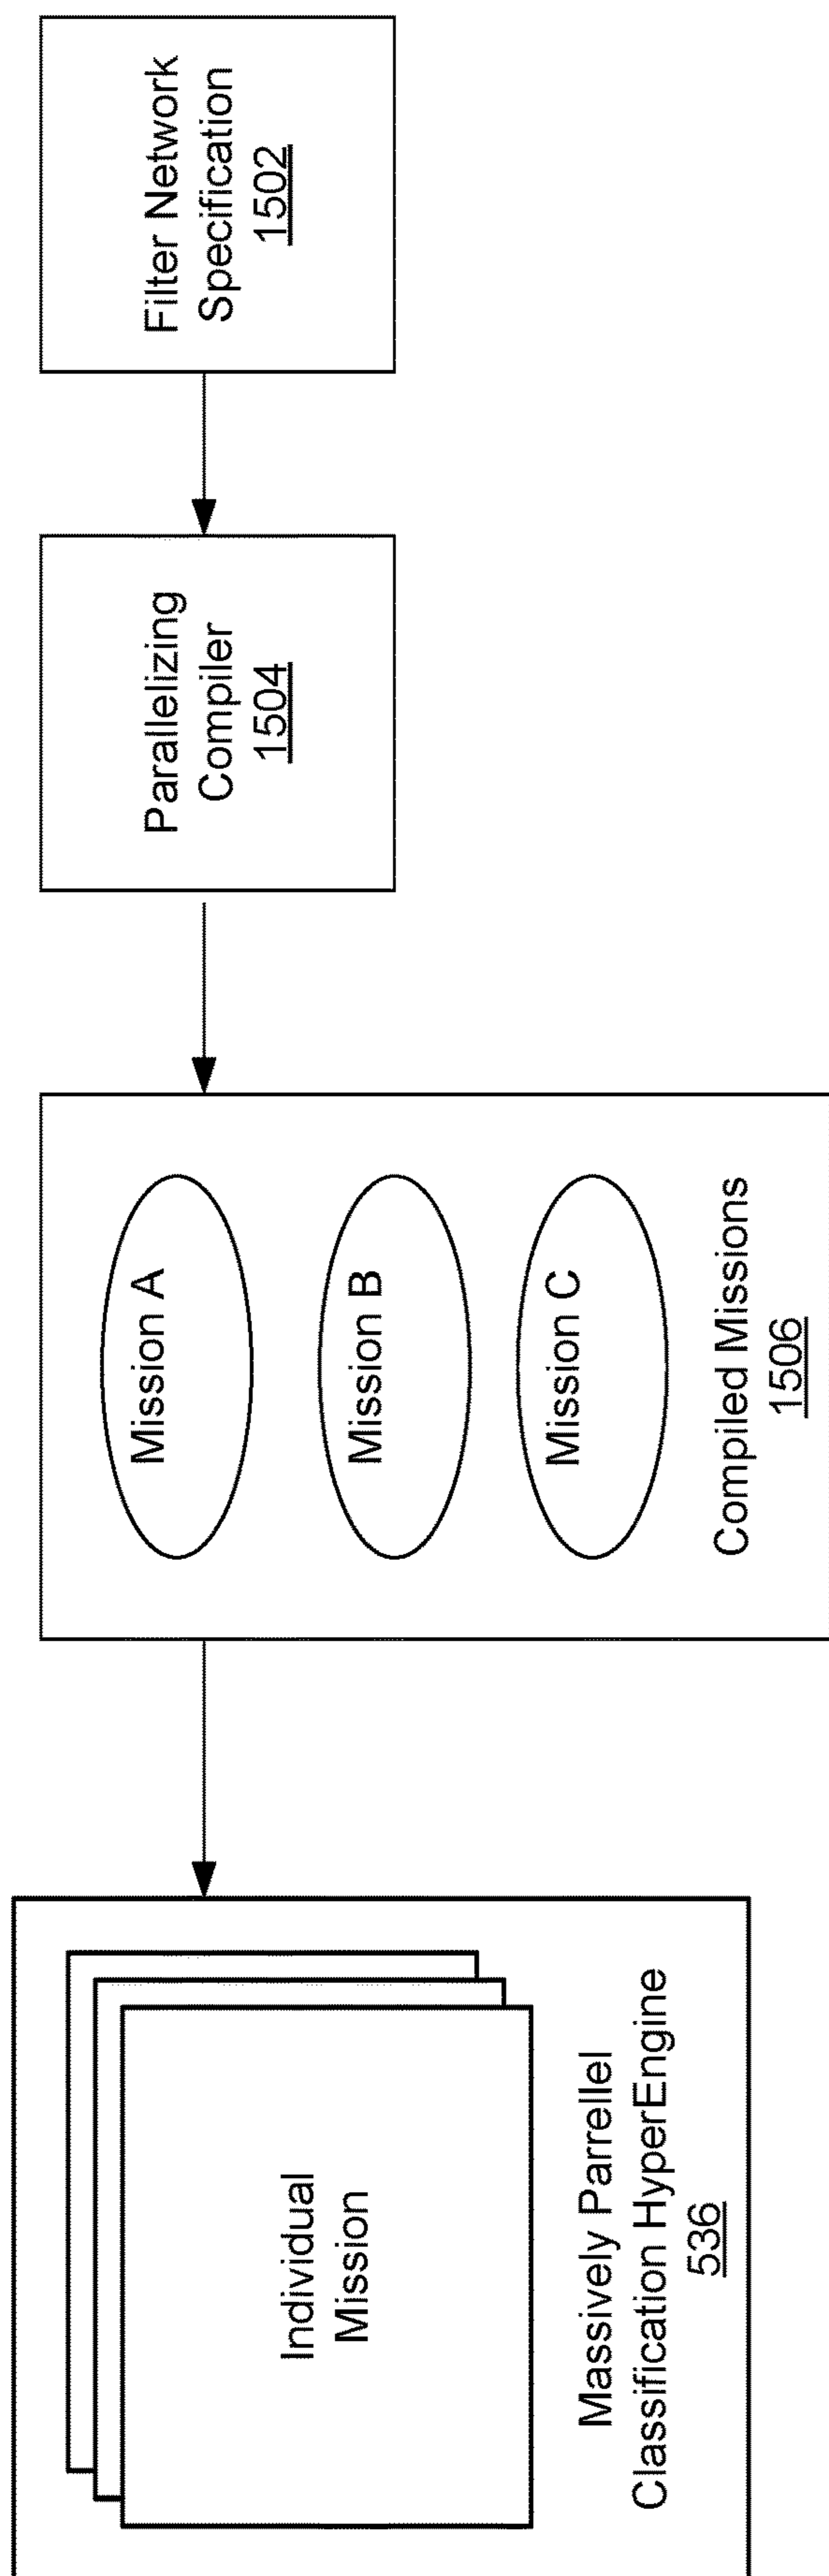 Individual
Mission
Massively Parrellel
Classification HyperEngine
536
Mission A
Mission B
Mission C
Compiled Missions
1506
Parallelizing
Compiler
1504
Filter Network
Specification
1502